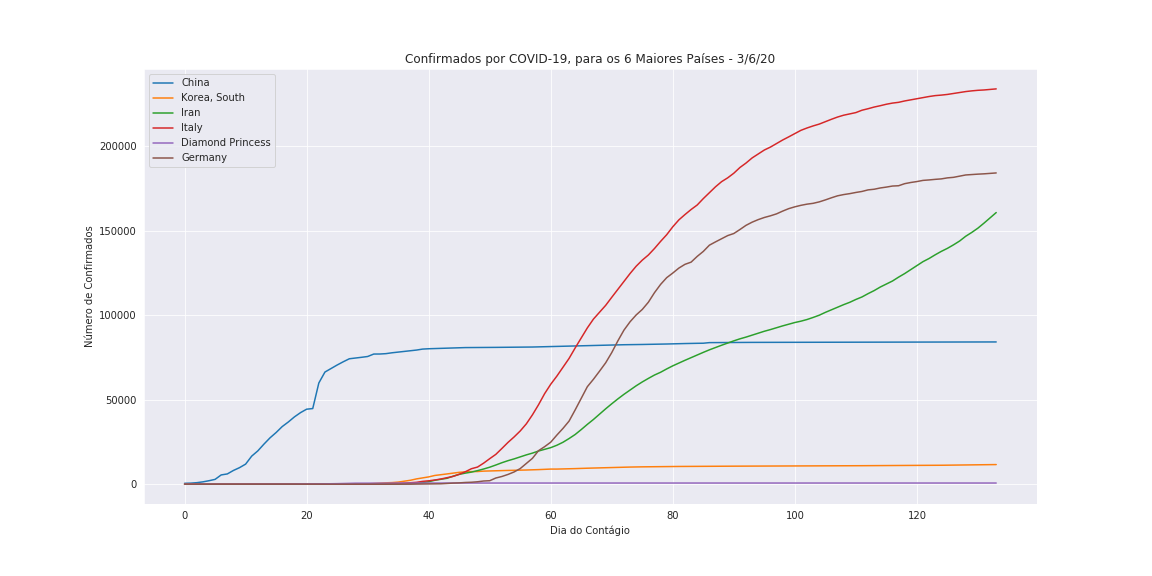 Confirmados por COVID-19, para os 6 Maiores Países - 3/6/20
China
Korea, South
Iran
Italy
Diamond Princess
Germany
Número de Confirmados
200000
150000
100000
50000
0
0 20 40 60 80 100 120
Dia do Contágio